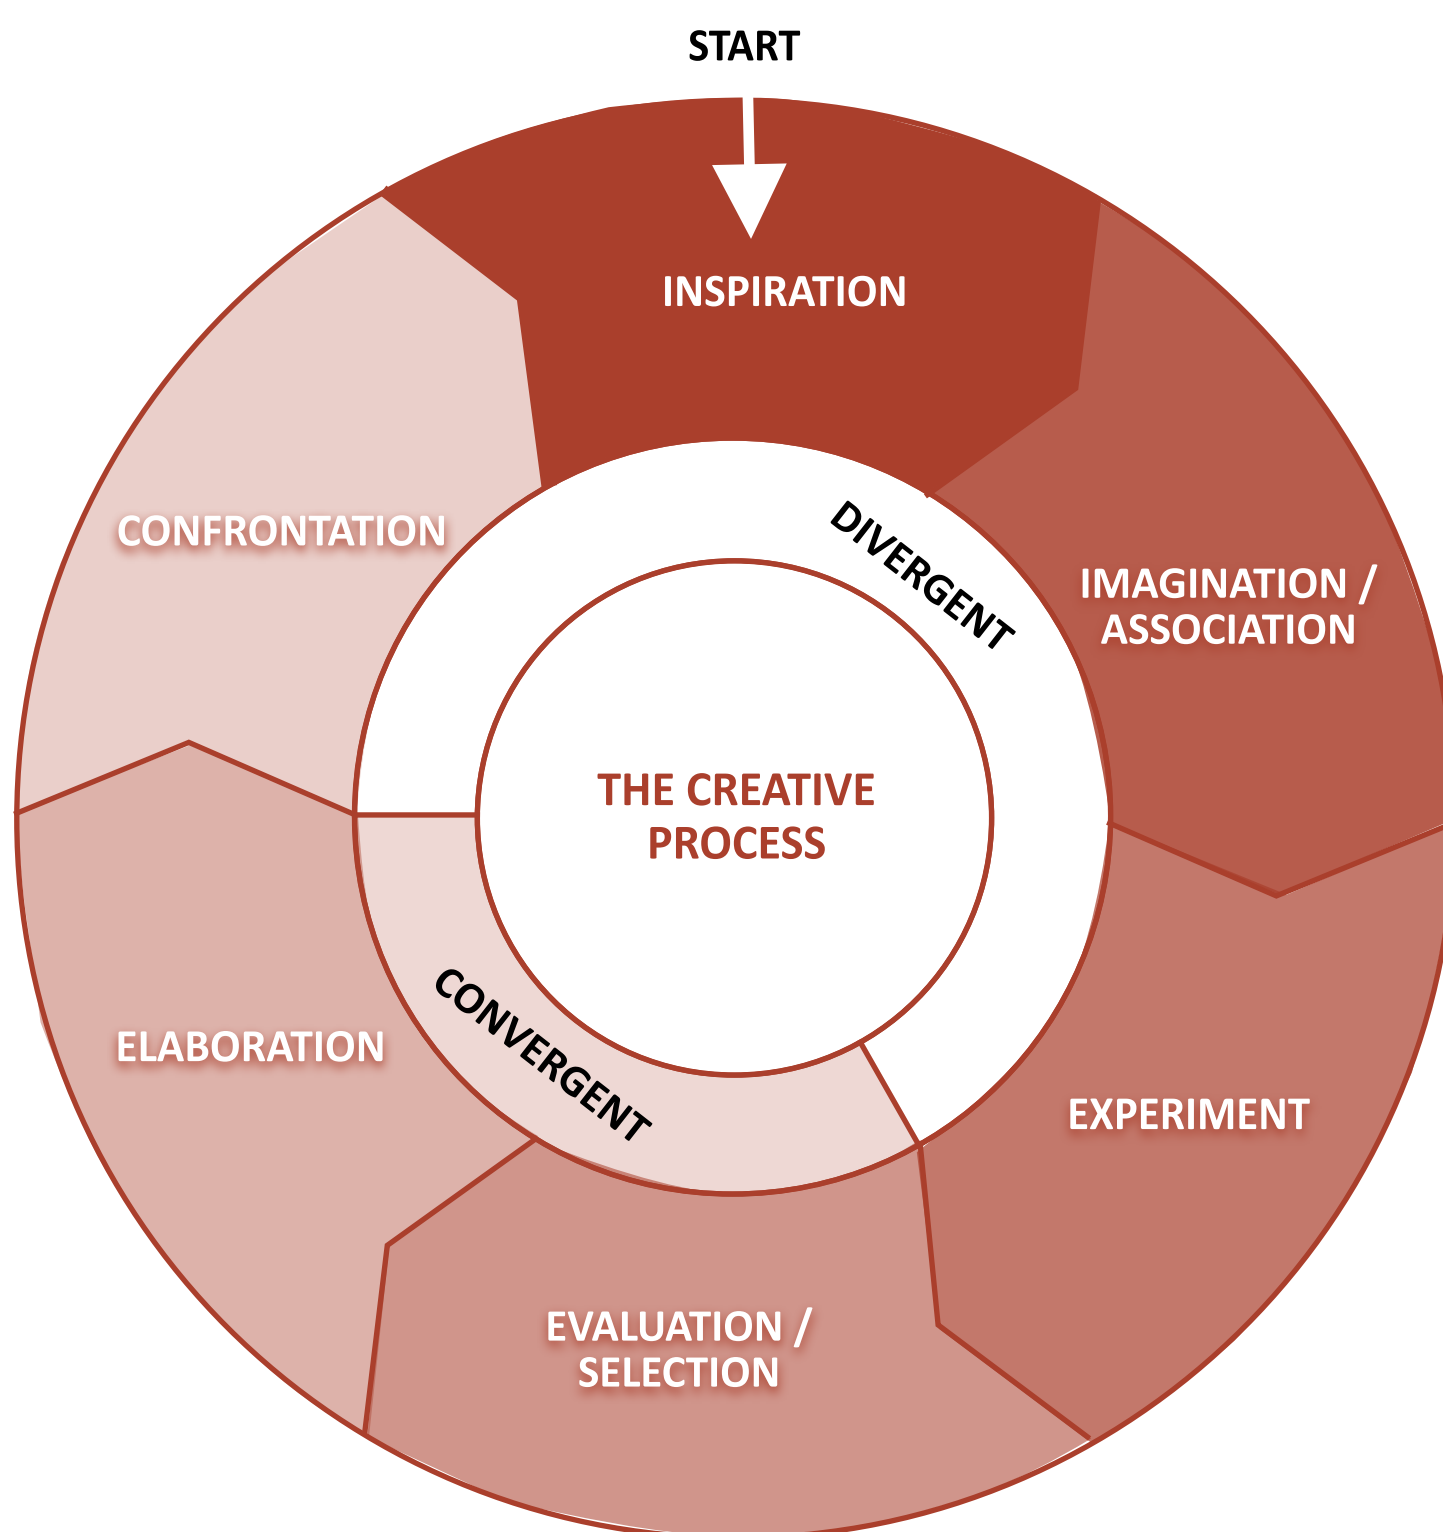 START
INSPIRATION
DIVERGENT
IMAGINATION /
ASSOCIATION
EXPERIMENT
EVALUATION /
SELECTION
CONVERGENT
ELABORATION
CONFRONTATION
THE CREATIVE
PROCESS